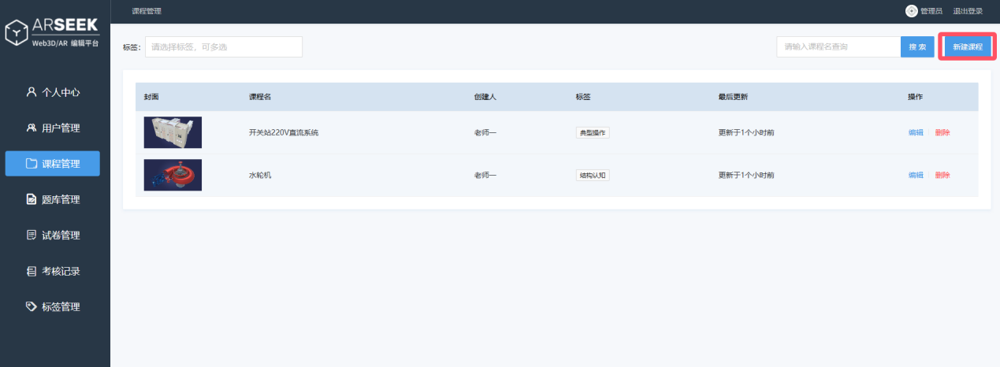 ARSEEK
Web3D/AR 编辑平台
个人中心
用户管理
课程管理
题库管理
试卷管理
考核记录
标签管理
课程管理
管理员 退出登录
标签: 请选择标签，可多选
请输入课程名查询 搜 索 新建课程
封面 课程名 创建人 标签 最后更新 操作
开关站220V直流系统 老师一 典型操作 更新于1个小时前 编辑 删除
水轮机 老师一 结构认知 更新于1个小时前 编辑 删除